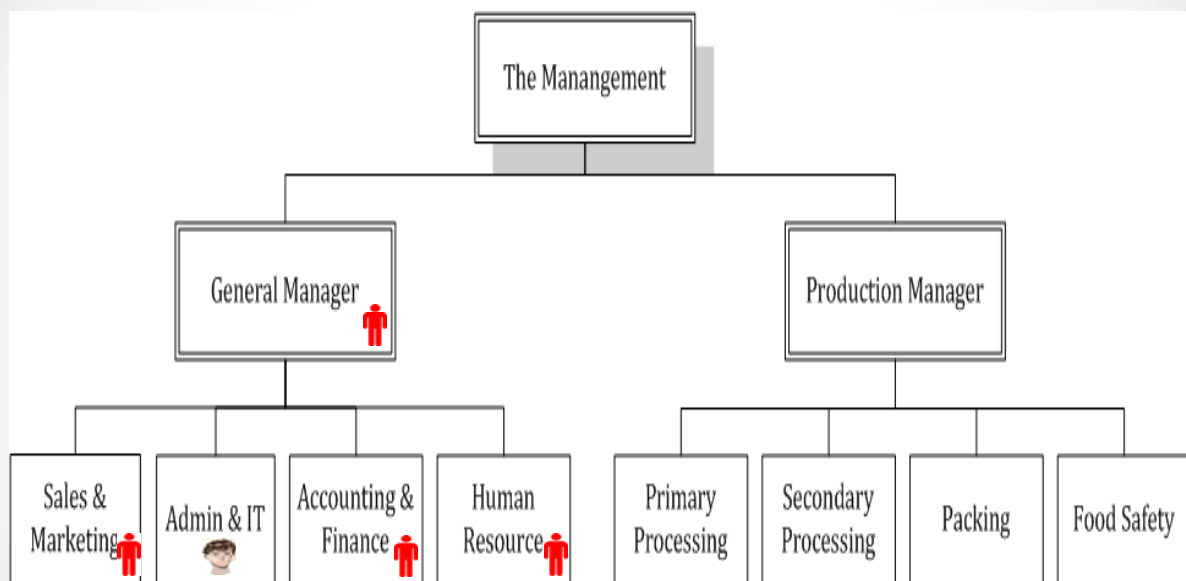 The Manangement
General Manager
Production Manager
Sales &
Marketing
Admin & IT
Accounting &
Finance
Human
Resource
Primary
Processing
Secondary
Processing
Packing
Food Safety